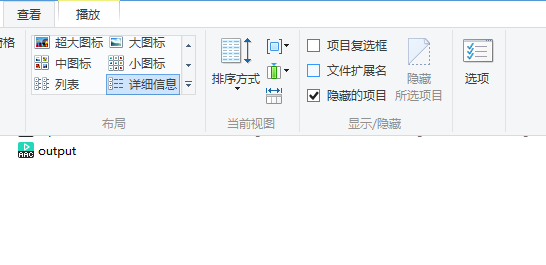 查看 播放
窗格 超大图标 大图标
中图标 小图标
列表 详细信息
布局
排序方式
当前视图
项目复选框
文件扩展名
隐藏的项目
隐藏
所选项目
显示/隐藏
选项
AAC output